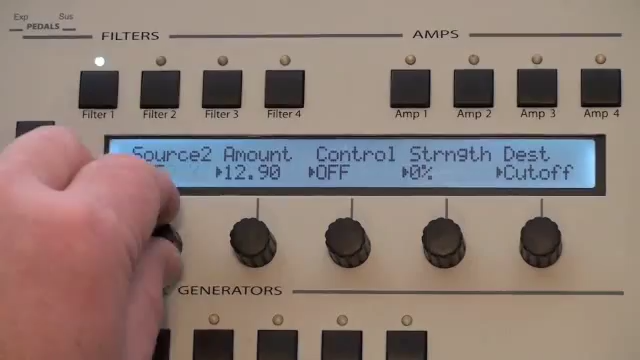 Exp Sus
PEDALS
FILTERS
AMPS
Filter 1 Filter 2 Filter 3 Filter 4 Amp 1 Amp 2 Amp 3 Amp 4
Source2 Amount Control Strngth Dest
12.90 OFF 0% Cutoff
GENERATORS